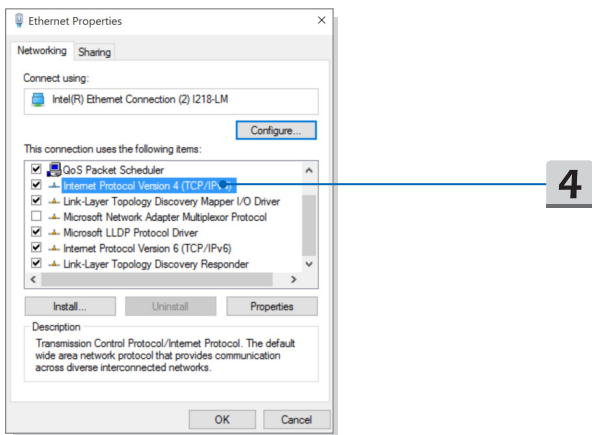 Ethernet Properties
Networking
Sharing
Connect using:
Intel(R) Ethernet Connection (2) I218-LM
Configure...
This connection uses the following items:
QoS Packet Scheduler
Internet Protocol Version 4 (TCP/IPv4)
4
Link-Layer Topology Discovery Mapper I/O Driver
Microsoft Network Adapter Multiplexor Protocol
Microsoft LLDP Protocol Driver
Internet Protocol Version 6 (TCP/IPv6)
Link-Layer Topology Discovery Responder
Install...
Uninstall
Properties
Description
Transmission Control Protocol/Internet Protocol. The default
wide area network protocol that provides communication
across diverse interconnected networks.
OK
Cancel